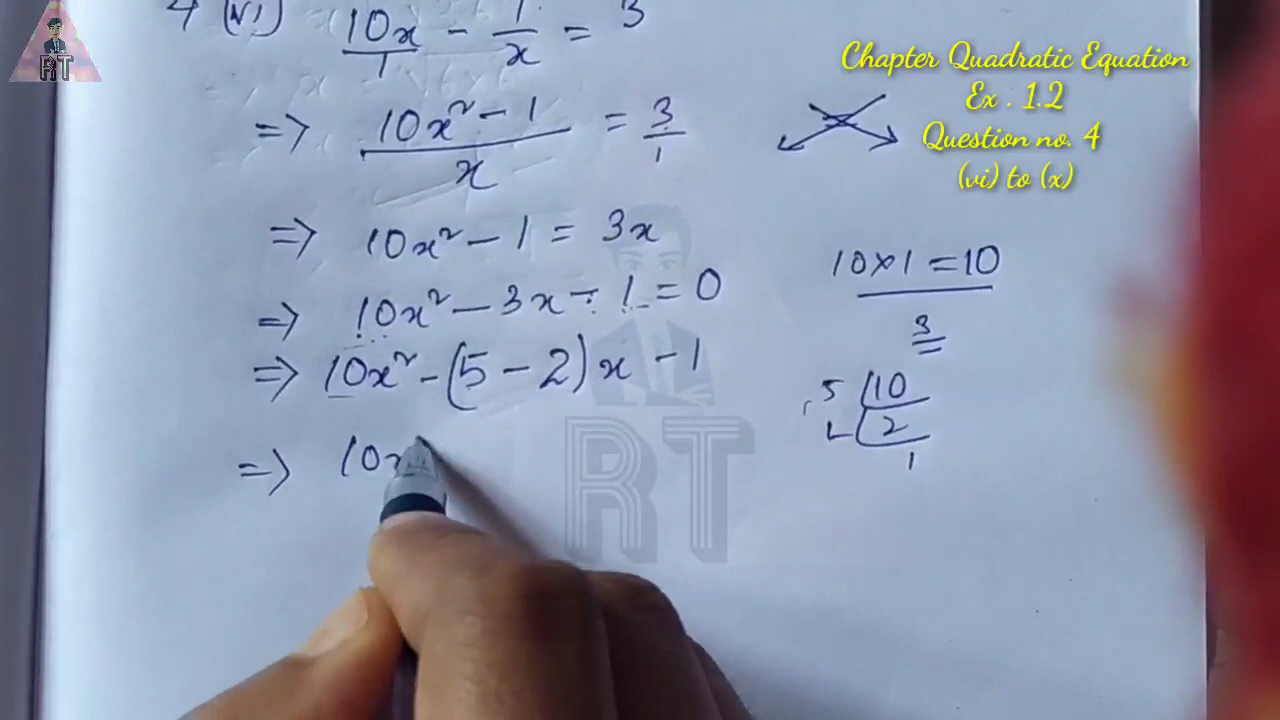 4 (vi) 10x/1 - 1/x = 3
=> (10x² - 1)/x = 3/1
=> 10x² - 1 = 3x
=> 10x² - 3x - 1 = 0
=> 10x² - (5 - 2)x - 1
=> 10x
Chapter Quadratic Equation
Ex . 1.2
Question no. 4
(vi) to (x)
10×1 = 10
3
5 10
2 2
1
RT
RT